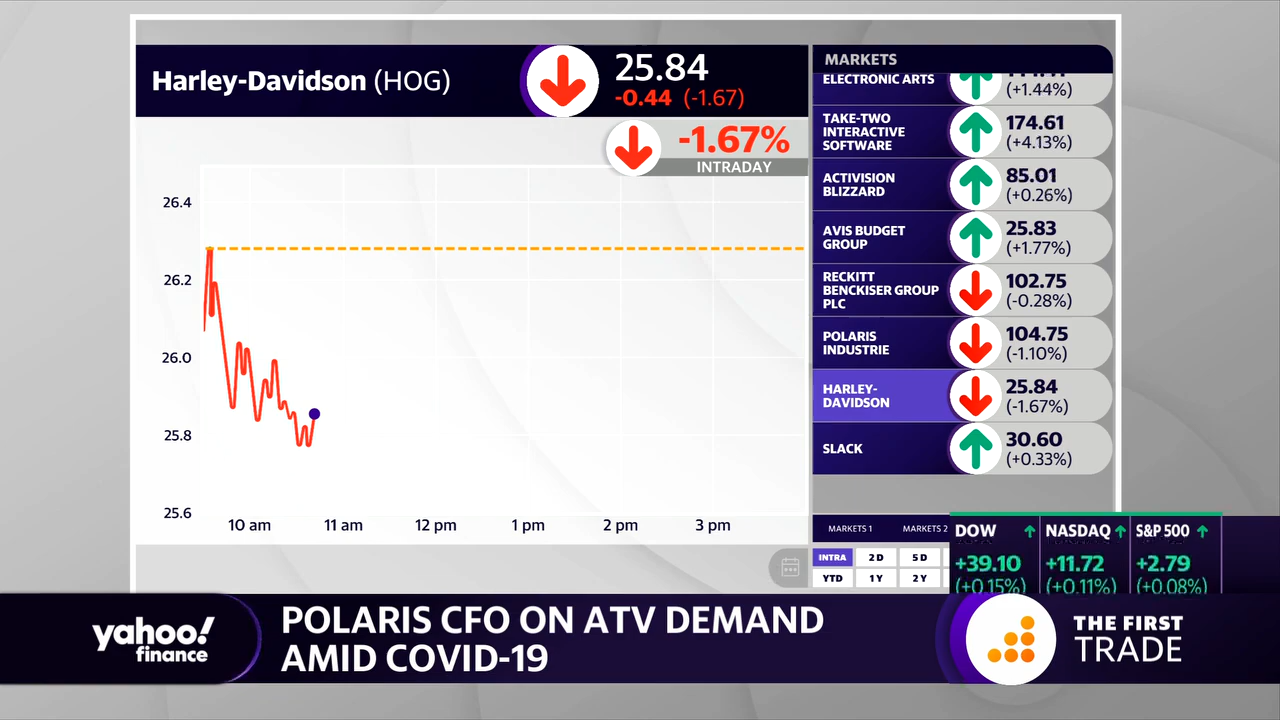 Harley-Davidson (HOG)
25.84
-0.44 (-1.67)
-1.67%
INTRADAY
26.4
26.2
26.0
25.8
25.6
10 am 11 am 12 pm 1 pm 2 pm 3 pm
MARKETS
ELECTRONIC ARTS
(+1.44%)
TAKE-TWO
INTERACTIVE
SOFTWARE
174.61
(+4.13%)
ACTIVISION
BLIZZARD
85.01
(+0.26%)
AVIS BUDGET
GROUP
25.83
(+1.77%)
RECKITT
BENCKISER GROUP
PLC
102.75
(-0.28%)
POLARIS
INDUSTRIE
104.75
(-1.10%)
HARLEY-
DAVIDSON
25.84
(-1.67%)
SLACK
30.60
(+0.33%)
MARKETS 1 MARKETS 2
INTRA 2 D 5 D
YTD 1 Y 2 Y
DOW
+39.10
(+0.15%)
NASDAQ
+11.72
(+0.11%)
S&P 500
+2.79
(+0.08%)
yahoo!
finance
POLARIS CFO ON ATV DEMAND
AMID COVID-19
THE FIRST
TRADE